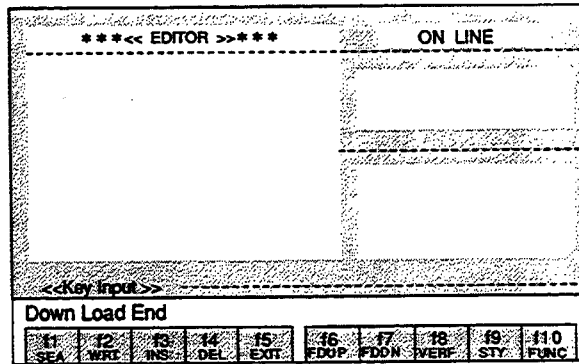 ***<< EDITOR >>*** ON LINE
<<Key Input>>
Down Load End
f1 f2 f3 f4 f5 f6 f7 f8 f9 f10
SEA WRT INS DEL EXIT FDUP FDDN VERF STY FUNC